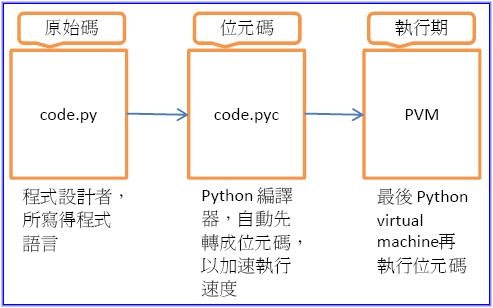 原始碼
位元碼
執行期
code.py
code.pyc
PVM
程式設計者，
所寫得程式
語言
Python 編譯
器，自動先
轉成位元碼，
以加速執行
速度
最後 Python
virtual
machine再
執行位元碼